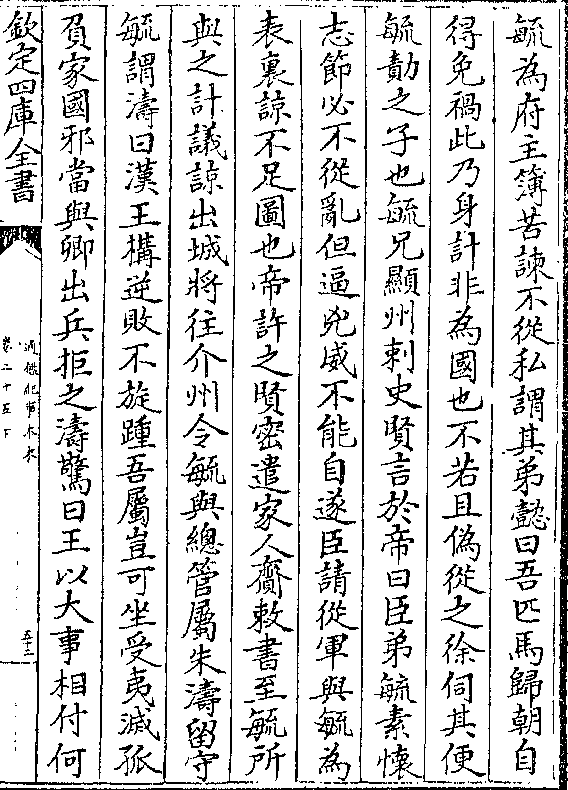 毓為府主簿苦諫不從私謂其弟懿曰吾匹馬歸朝自
得免禍此乃身計非為國也不若且偽從之徐伺其便
毓勣之子也毓兄顯州刺史賢言於帝曰臣弟毓素懷
志節必不從亂但逼兇威不能自遂臣請從軍與毓為
表裏諒不足圖也帝許之賢密遣家人齎敕書至毓所
與之計議諒出城將往介州令毓與總管屬朱濤留守
毓謂濤曰漢王構逆敗不旋踵吾屬豈可坐受夷滅孤
負家國邪當與卿出兵拒之濤驚曰王以大事相付何
欽定四庫全書
通鑑紀事本末
卷二十五下
五十二